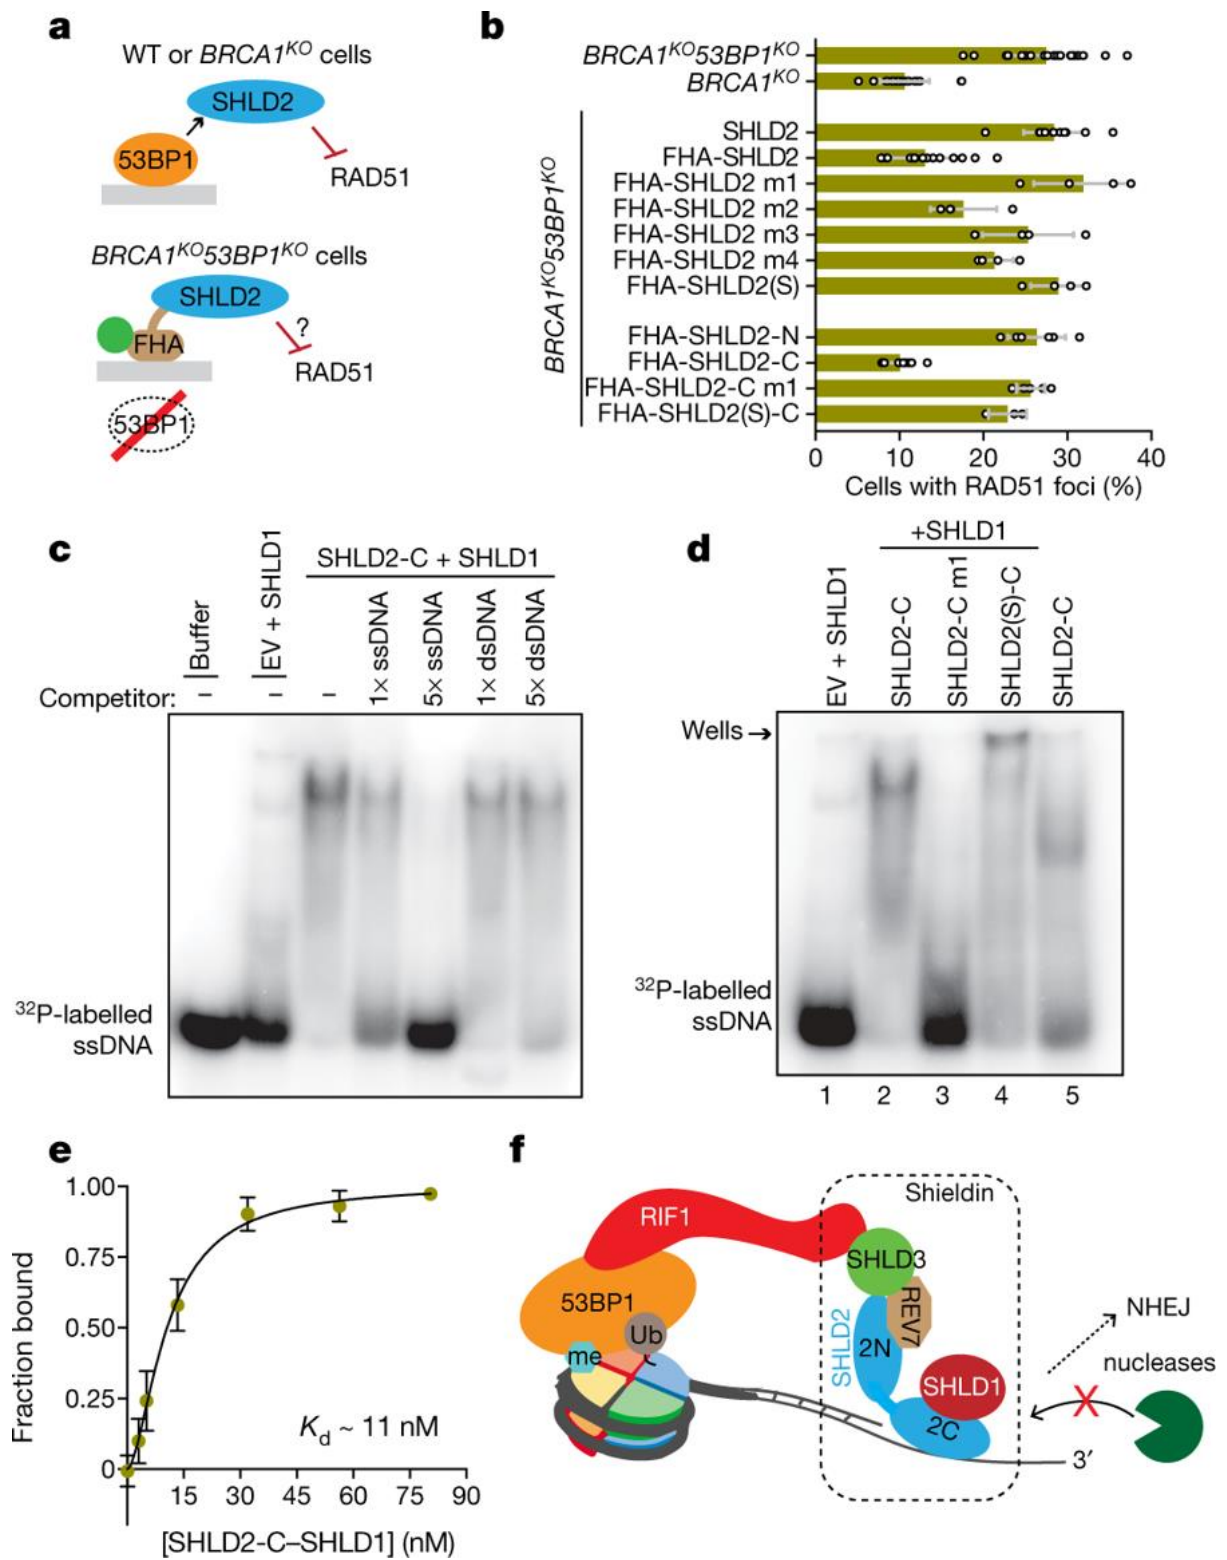 a
WT or BRCA1KO cells
SHLD2
53BP1
RAD51
BRCA1KO53BP1KO cells
SHLD2
?
FHA
RAD51
53BP1
b
BRCA1KO53BP1KO
BRCA1KO
BRCA1KO53BP1KO
SHLD2
FHA-SHLD2
FHA-SHLD2 m1
FHA-SHLD2 m2
FHA-SHLD2 m3
FHA-SHLD2 m4
FHA-SHLD2(S)
FHA-SHLD2-N
FHA-SHLD2-C
FHA-SHLD2-C m1
FHA-SHLD2(S)-C
0 10 20 30 40
Cells with RAD51 foci (%)
c
SHLD2-C + SHLD1
Buffer
EV + SHLD1
1× ssDNA
5× ssDNA
1× dsDNA
5× dsDNA
Competitor: – – –
32P-labelled
ssDNA
d
+SHLD1
EV + SHLD1
SHLD2-C
SHLD2-C m1
SHLD2(S)-C
SHLD2-C
Wells
32P-labelled
ssDNA
1 2 3 4 5
e
Fraction bound
1.00
0.75
0.50
0.25
0
Kd ~ 11 nM
15 30 45 60 75 90
[SHLD2-C–SHLD1] (nM)
f
Shieldin
RIF1
SHLD3
53BP1
REV7
NHEJ
Ub
SHLD2
2N
me
nucleases
SHLD1
X
2C
3′